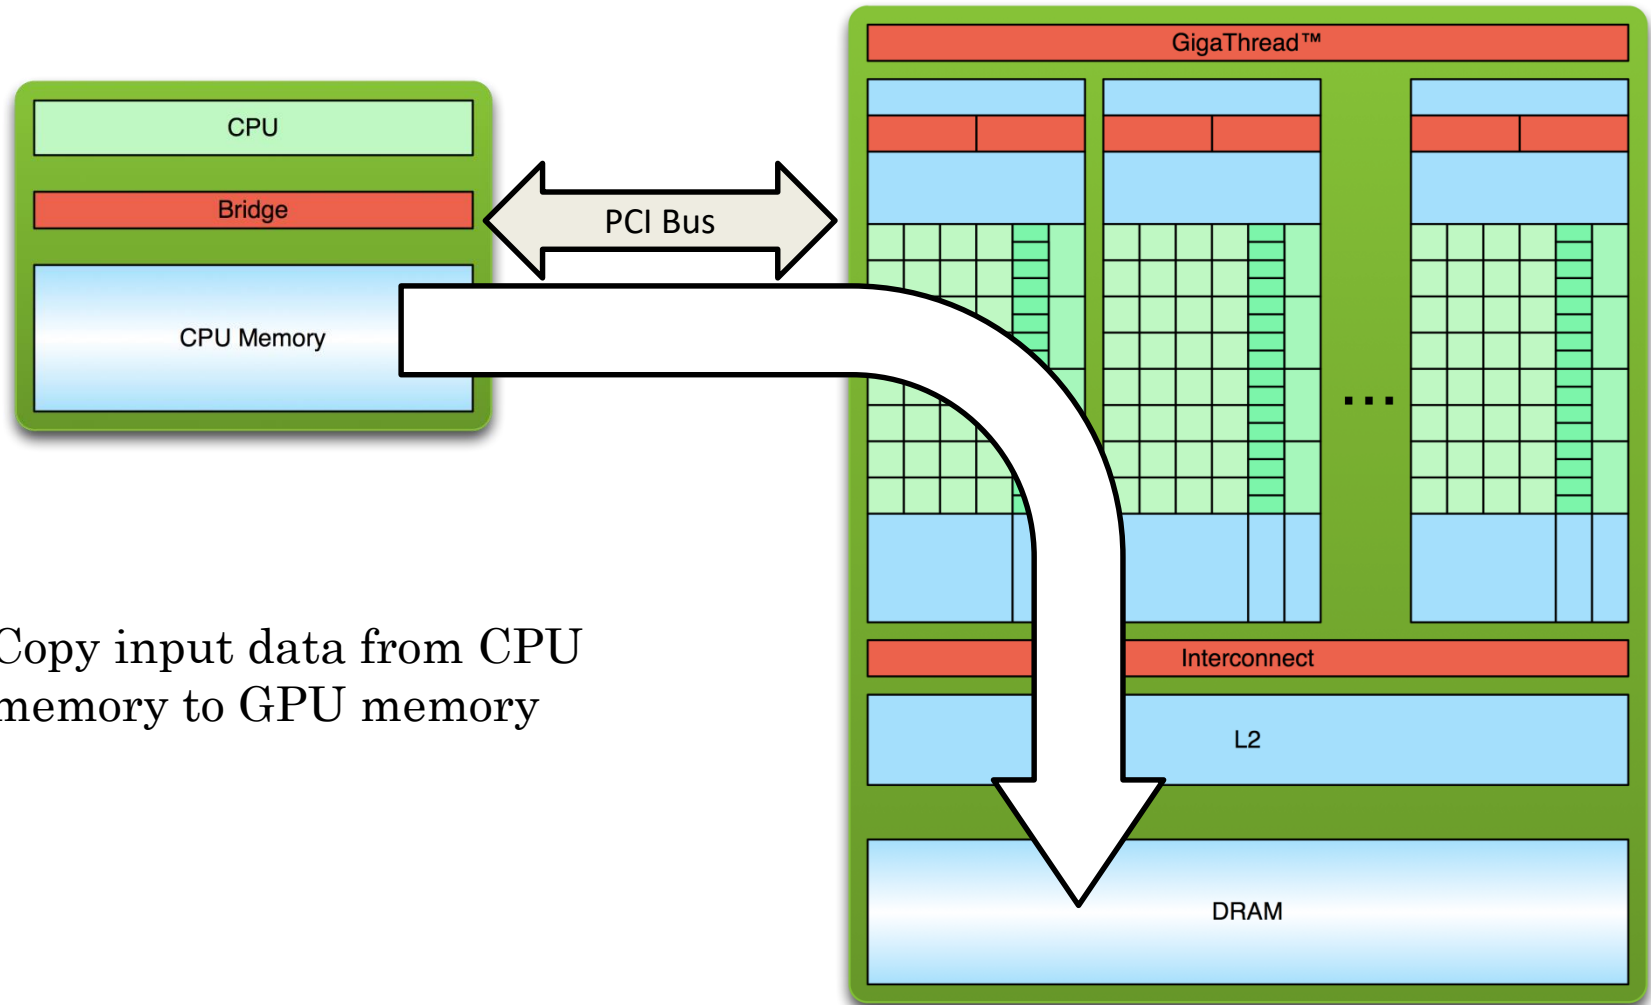 GigaThread™
CPU
Bridge
PCI Bus
CPU Memory
...
Copy input data from CPU
memory to GPU memory
Interconnect
L2
DRAM